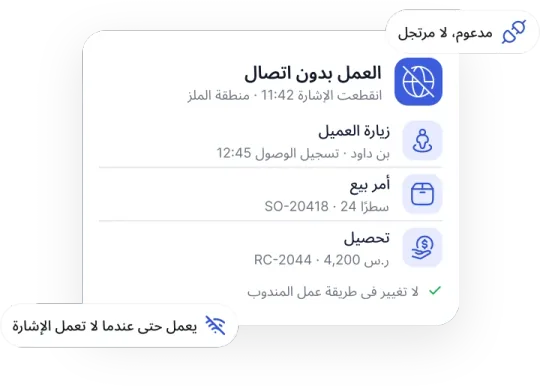 مدعوم، لا مرتجل
العمل بدون اتصال
انقطعت الإشارة 11:42 · منطقة الملز
زيارة العميل
بن داود · تسجيل الوصول 12:45
أمر بيع
SO-20418 · 24 سطرًا
تحصيل
RC-2044 · 4,200 ر.س
لا تغيير في طريقة عمل المندوب
يعمل حتى عندما لا تعمل الإشارة